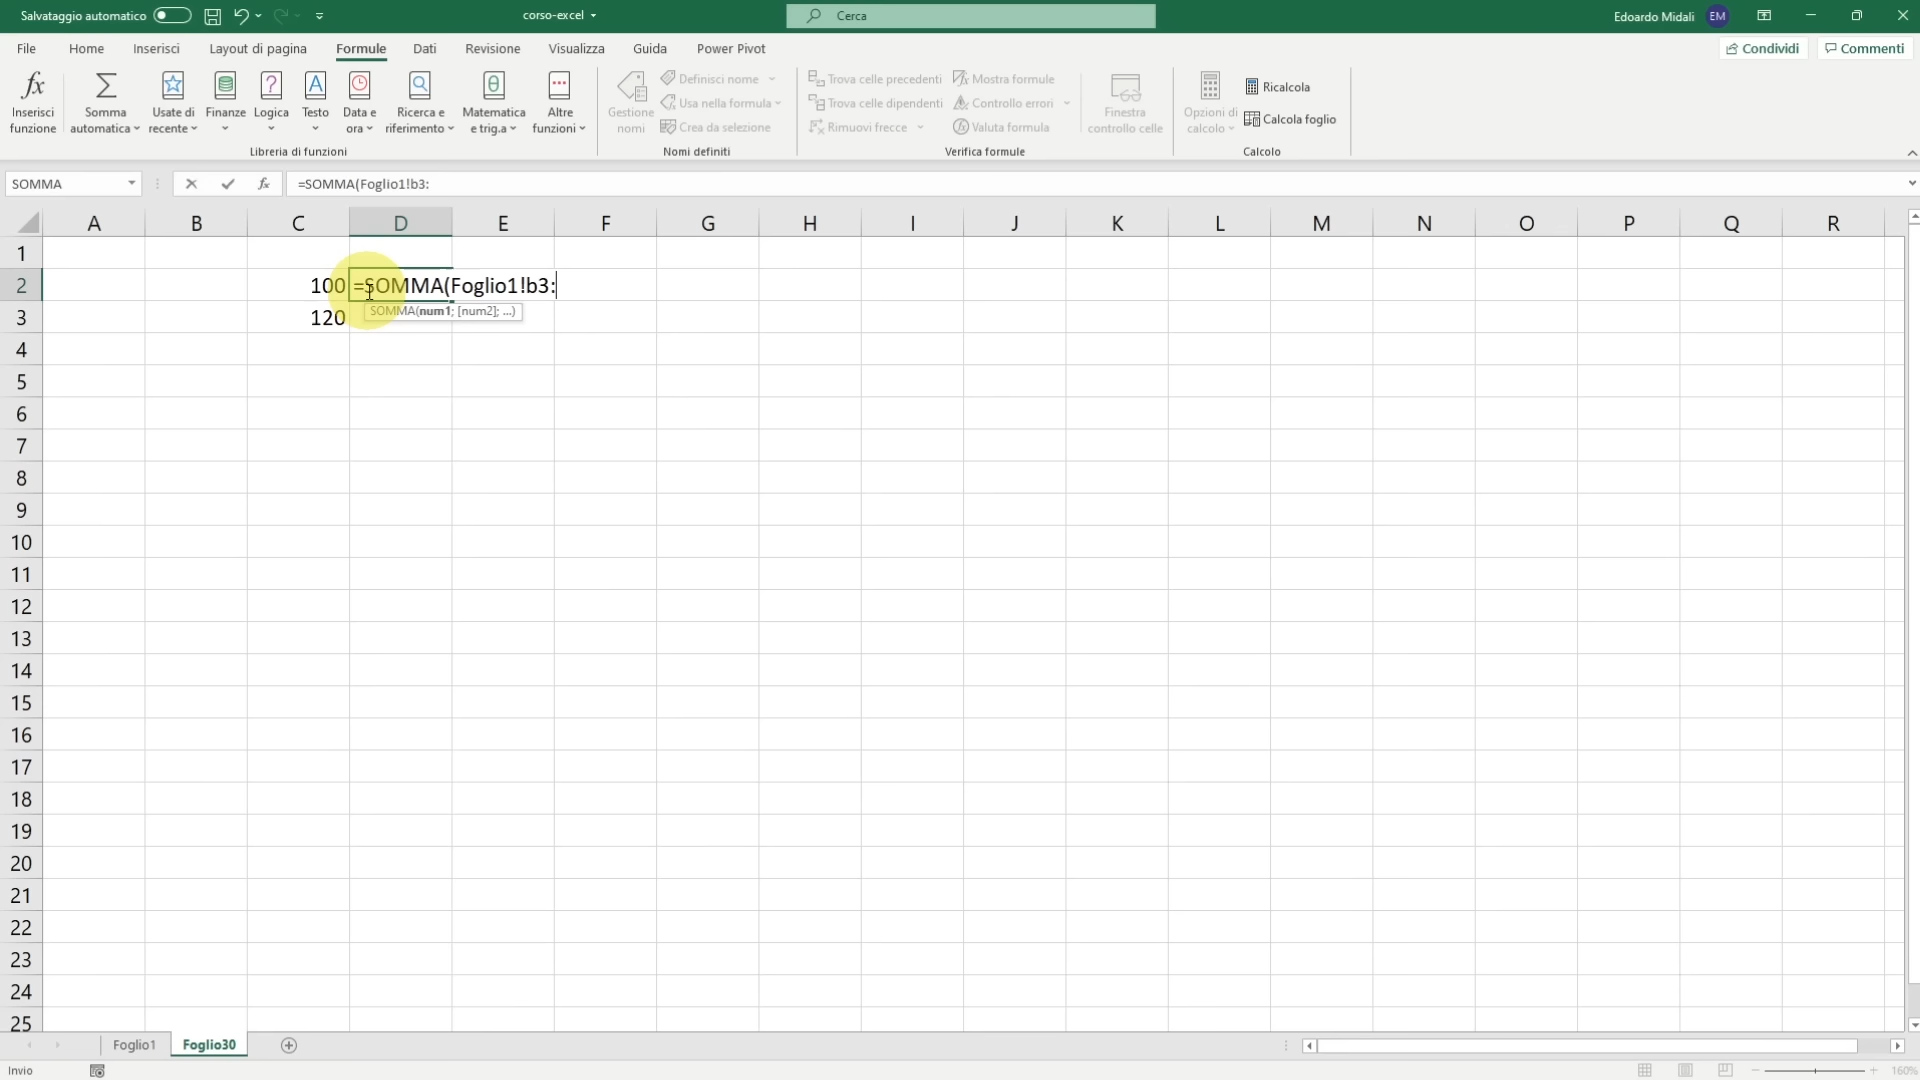 Salvataggio automatico
corso-excel
Cerca
Edoardo Midali
EM
File Home Inserisci Layout di pagina Formule Dati Revisione Visualizza Guida Power Pivot
Condividi Commenti
Inserisci funzione
Somma automatica
Usate di recente
Finanze
Logica
Testo
Data e ora
Ricerca e riferimento
Matematica e trig.a
Altre funzioni
Libreria di funzioni
Gestione nomi
Definisci nome
Usa nella formula
Crea da selezione
Nomi definiti
Trova celle precedenti
Trova celle dipendenti
Rimuovi frecce
Mostra formule
Controllo errori
Valuta formula
Verifica formule
Finestra controllo celle
Opzioni di calcolo
Ricalcola
Calcola foglio
Calcolo
SOMMA
fx
=SOMMA(Foglio1!b3:
A B C D E F G H I J K L M N O P Q R
1
2 100 =SOMMA(Foglio1!b3:
SOMMA(num1; [num2]; ...)
3 120
4
5
6
7
8
9
10
11
12
13
14
15
16
17
18
19
20
21
22
23
24
25
Foglio1 Foglio30
Invio
160%